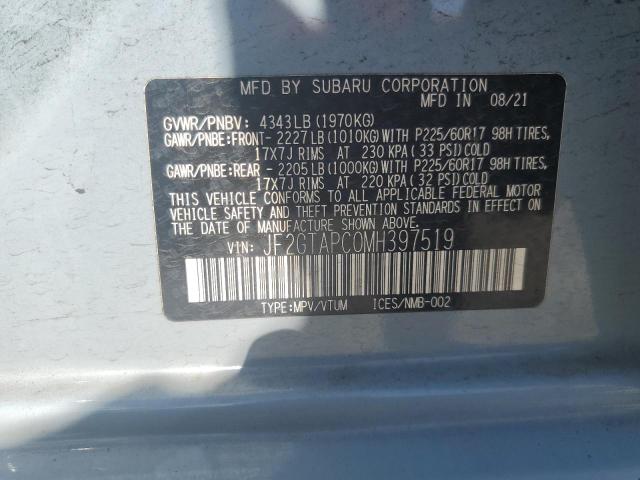 MFD BY SUBARU CORPORATION
MFD IN 08/21
GVWR/PNBV: 4343LB (1970KG)
GAWR/PNBE:FRONT- 2227LB (1010KG)WITH P225/60R17 98H TIRES,
17X7J RIMS AT 230 KPA ( 33 PSI) COLD
GAWR/PNBE:REAR - 2205LB (1000KG)WITH P225/60R17 98H TIRES,
17X7J RIMS AT 220 KPA ( 32 PSI) COLD
THIS VEHICLE CONFORMS TO ALL APPLICABLE FEDERAL MOTOR
VEHICLE SAFETY AND THEFT PREVENTION STANDARDS IN EFFECT ON
THE DATE OF MANUFACTURE SHOWN ABOVE.
VIN: JF2GTAPC0MH397519
TYPE:MPV/VTUM ICES/NMB-002